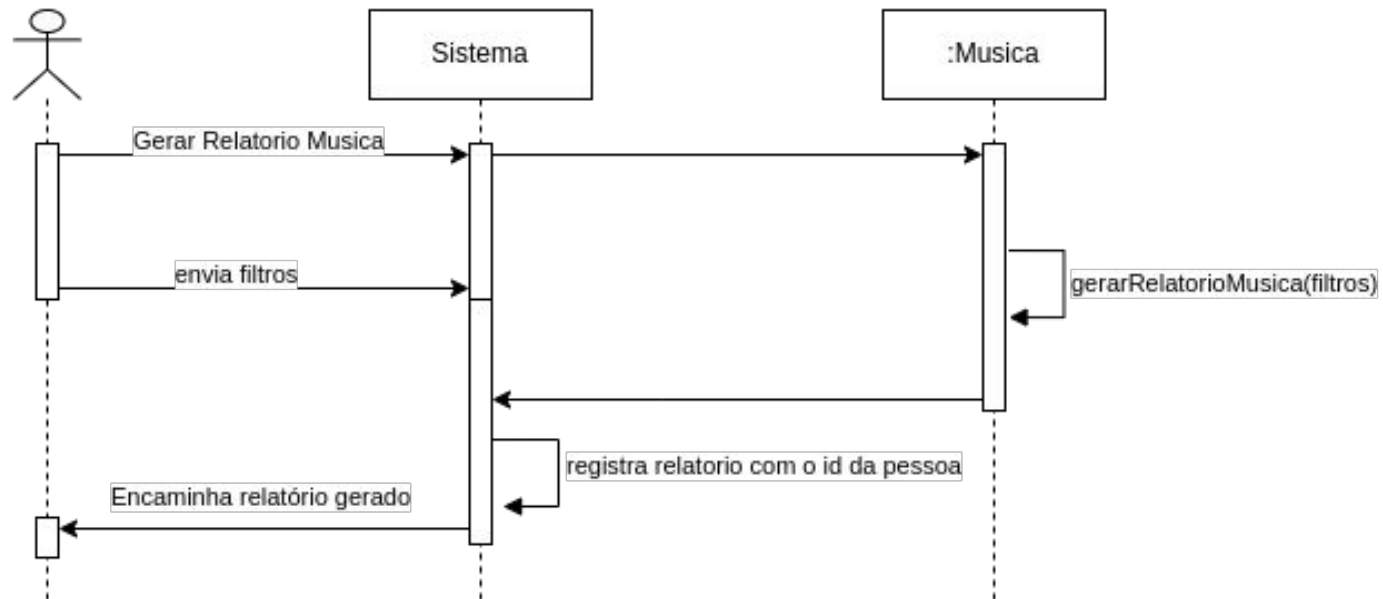 Sistema
:Musica
Gerar Relatorio Musica
envia filtros
gerarRelatorioMusica(filtros)
registra relatorio com o id da pessoa
Encaminha relatório gerado